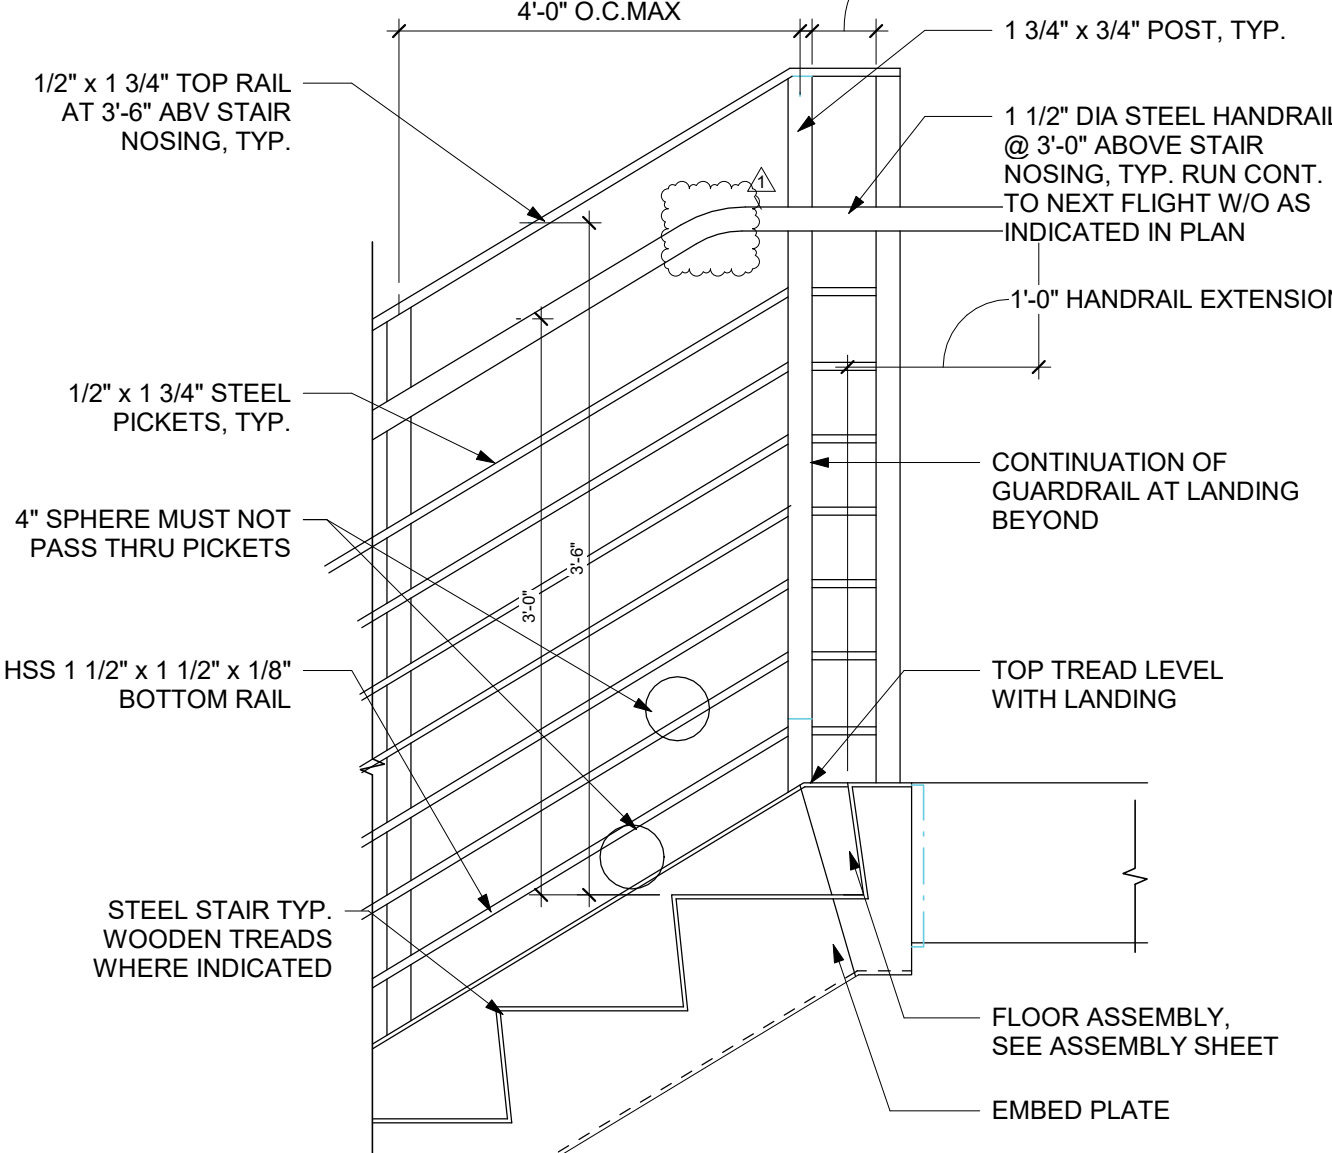 4'-0" O.C.MAX
1 3/4" x 3/4" POST, TYP.
1/2" x 1 3/4" TOP RAIL
AT 3'-6" ABV STAIR
NOSING, TYP.
1 1/2" DIA STEEL HANDRAIL
@ 3'-0" ABOVE STAIR
NOSING, TYP. RUN CONT.
TO NEXT FLIGHT W/O AS
INDICATED IN PLAN
1
1'-0" HANDRAIL EXTENSION
1/2" x 1 3/4" STEEL
PICKETS, TYP.
CONTINUATION OF
GUARDRAIL AT LANDING
BEYOND
4" SPHERE MUST NOT
PASS THRU PICKETS
3'-6"
3'-0"
HSS 1 1/2" x 1 1/2" x 1/8"
BOTTOM RAIL
TOP TREAD LEVEL
WITH LANDING
STEEL STAIR TYP.
WOODEN TREADS
WHERE INDICATED
FLOOR ASSEMBLY,
SEE ASSEMBLY SHEET
EMBED PLATE